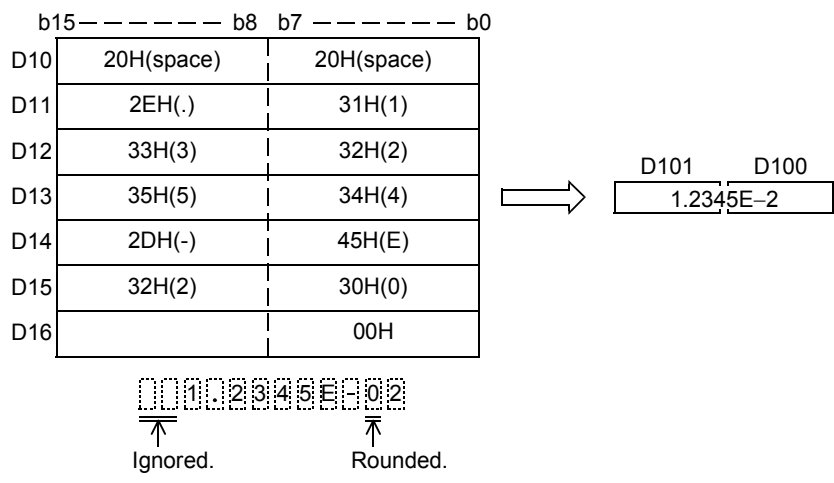 b15 b8 b7 b0
D10 20H(space) 20H(space)
D11 2EH(.) 31H(1)
D12 33H(3) 32H(2)
D13 35H(5) 34H(4)
D14 2DH(-) 45H(E)
D15 32H(2) 30H(0)
D16 00H
D101 D100
1.2345E–2
1.2345E-02
Ignored. Rounded.